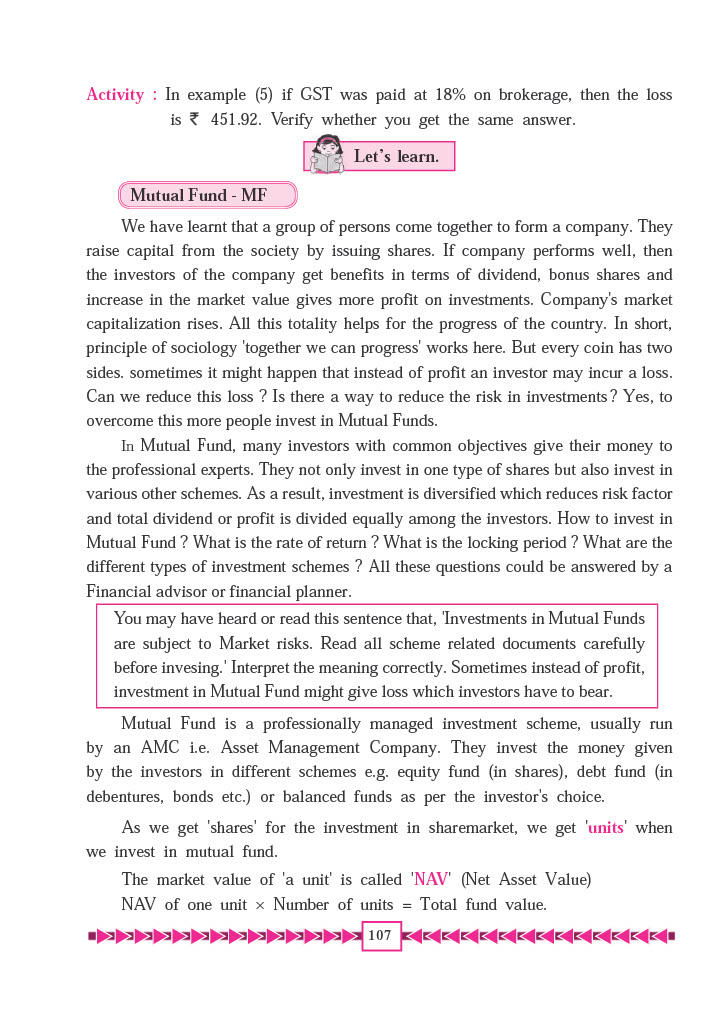 Activity : In example (5) if GST was paid at 18% on brokerage, then the loss
is ₹ 451.92. Verify whether you get the same answer.
Let's learn.
Mutual Fund - MF
We have learnt that a group of persons come together to form a company. They
raise capital from the society by issuing shares. If company performs well, then
the investors of the company get benefits in terms of dividend, bonus shares and
increase in the market value gives more profit on investments. Company's market
capitalization rises. All this totality helps for the progress of the country. In short,
principle of sociology 'together we can progress' works here. But every coin has two
sides. sometimes it might happen that instead of profit an investor may incur a loss.
Can we reduce this loss ? Is there a way to reduce the risk in investments ? Yes, to
overcome this more people invest in Mutual Funds.
In Mutual Fund, many investors with common objectives give their money to
the professional experts. They not only invest in one type of shares but also invest in
various other schemes. As a result, investment is diversified which reduces risk factor
and total dividend or profit is divided equally among the investors. How to invest in
Mutual Fund ? What is the rate of return ? What is the locking period ? What are the
different types of investment schemes ? All these questions could be answered by a
Financial advisor or financial planner.
You may have heard or read this sentence that, 'Investments in Mutual Funds
are subject to Market risks. Read all scheme related documents carefully
before invesing.' Interpret the meaning correctly. Sometimes instead of profit,
investment in Mutual Fund might give loss which investors have to bear.
Mutual Fund is a professionally managed investment scheme, usually run
by an AMC i.e. Asset Management Company. They invest the money given
by the investors in different schemes e.g. equity fund (in shares), debt fund (in
debentures, bonds etc.) or balanced funds as per the investor's choice.
As we get 'shares' for the investment in sharemarket, we get 'units' when
we invest in mutual fund.
The market value of 'a unit' is called 'NAV' (Net Asset Value)
NAV of one unit × Number of units = Total fund value.
107